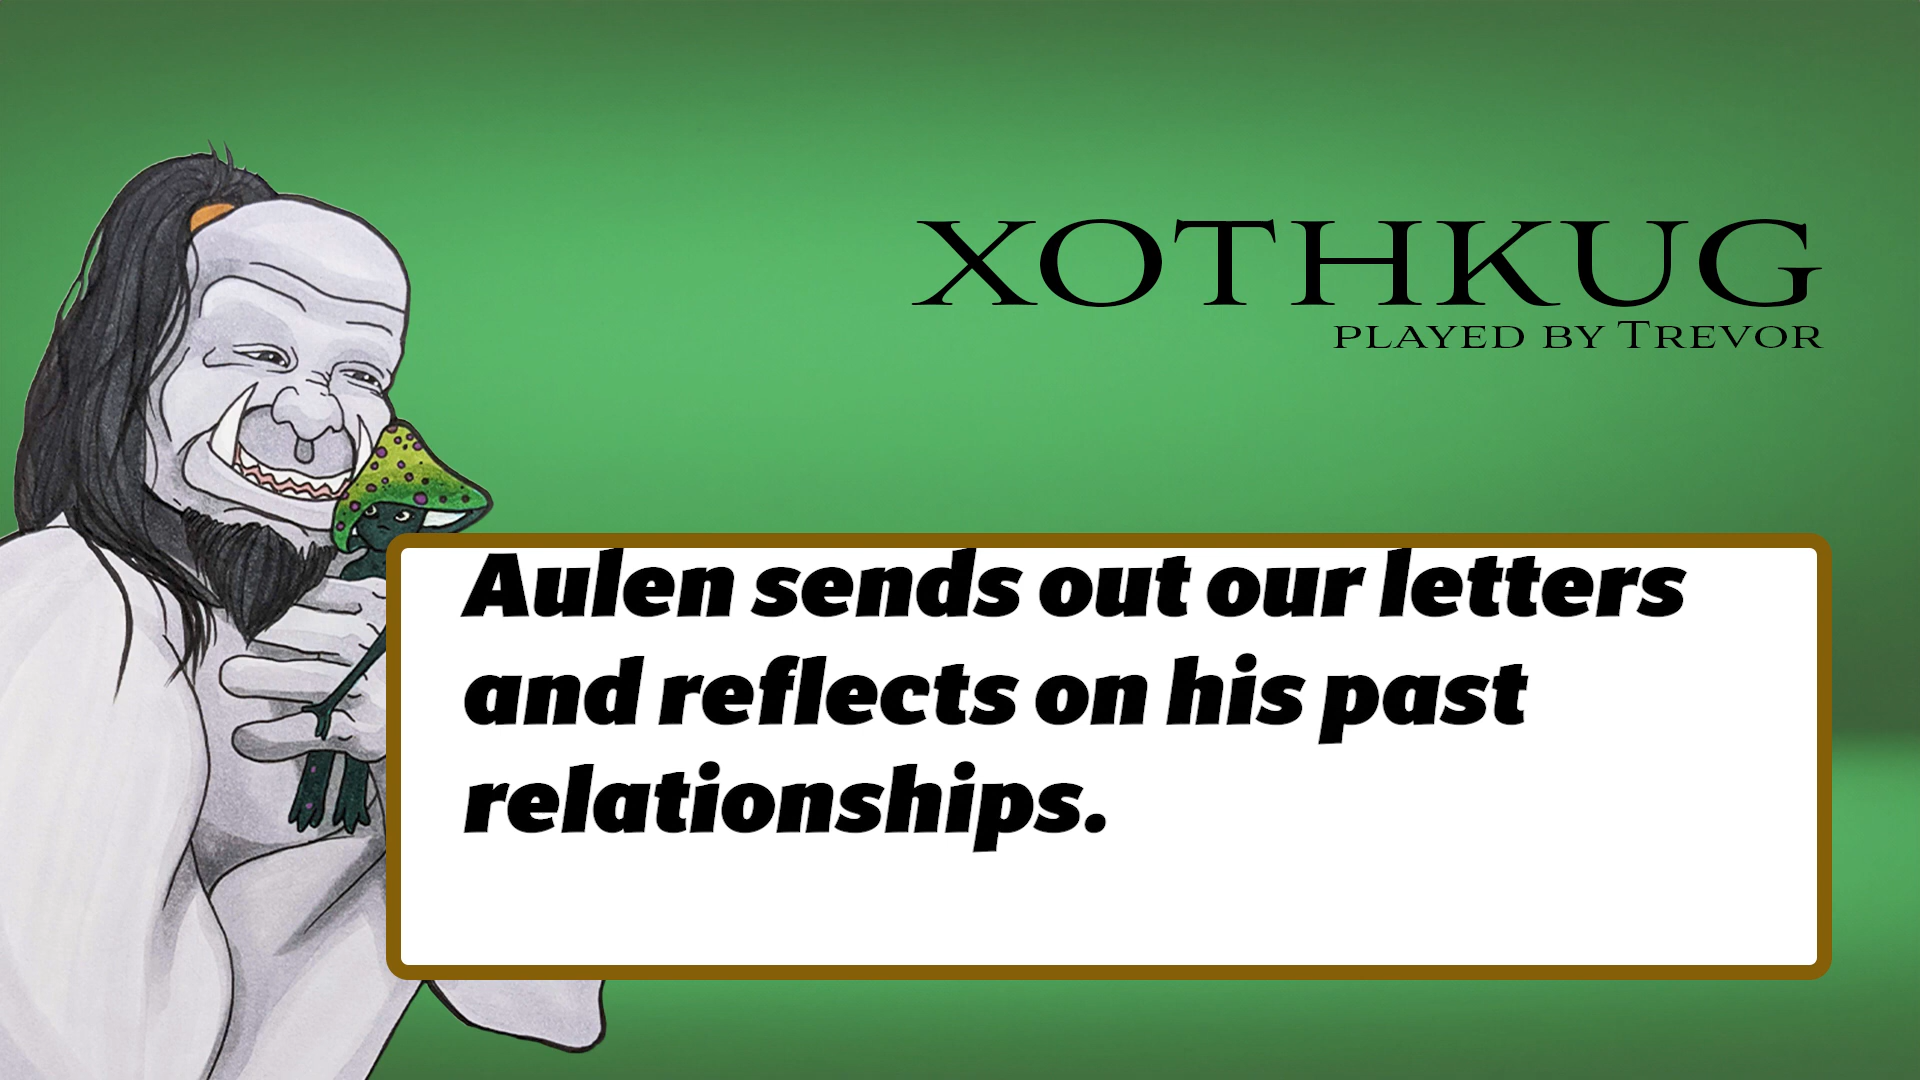 XOTHKUG
PLAYED BY TREVOR
Aulen sends out our letters
and reflects on his past
relationships.